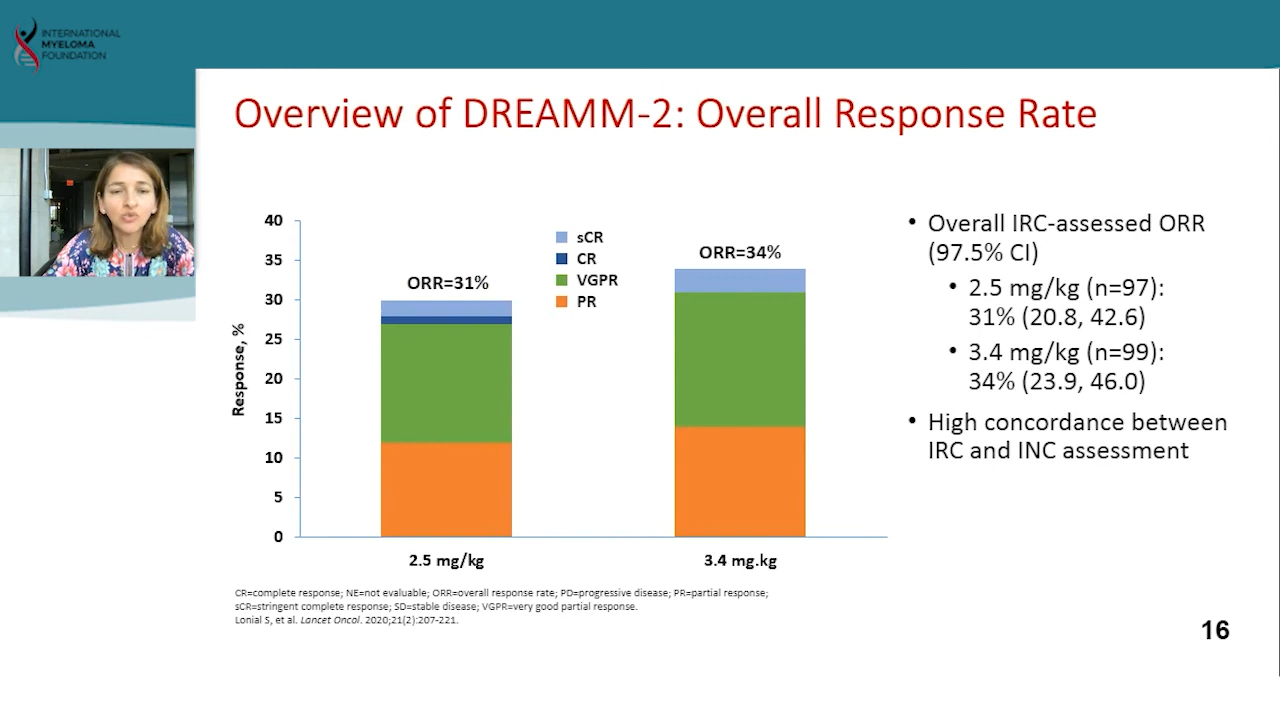 INTERNATIONAL
MYELOMA
FOUNDATION
Overview of DREAMM-2: Overall Response Rate
Response, %
40
35
30
25
20
15
10
5
0
ORR=31%
ORR=34%
sCR
CR
VGPR
PR
2.5 mg/kg
3.4 mg.kg
• Overall IRC-assessed ORR
(97.5% CI)
• 2.5 mg/kg (n=97):
31% (20.8, 42.6)
• 3.4 mg/kg (n=99):
34% (23.9, 46.0)
• High concordance between
IRC and INC assessment
CR=complete response; NE=not evaluable; ORR=overall response rate; PD=progressive disease; PR=partial response;
sCR=stringent complete response; SD=stable disease; VGPR=very good partial response.
Lonial S, et al. Lancet Oncol. 2020;21(2):207-221.
16